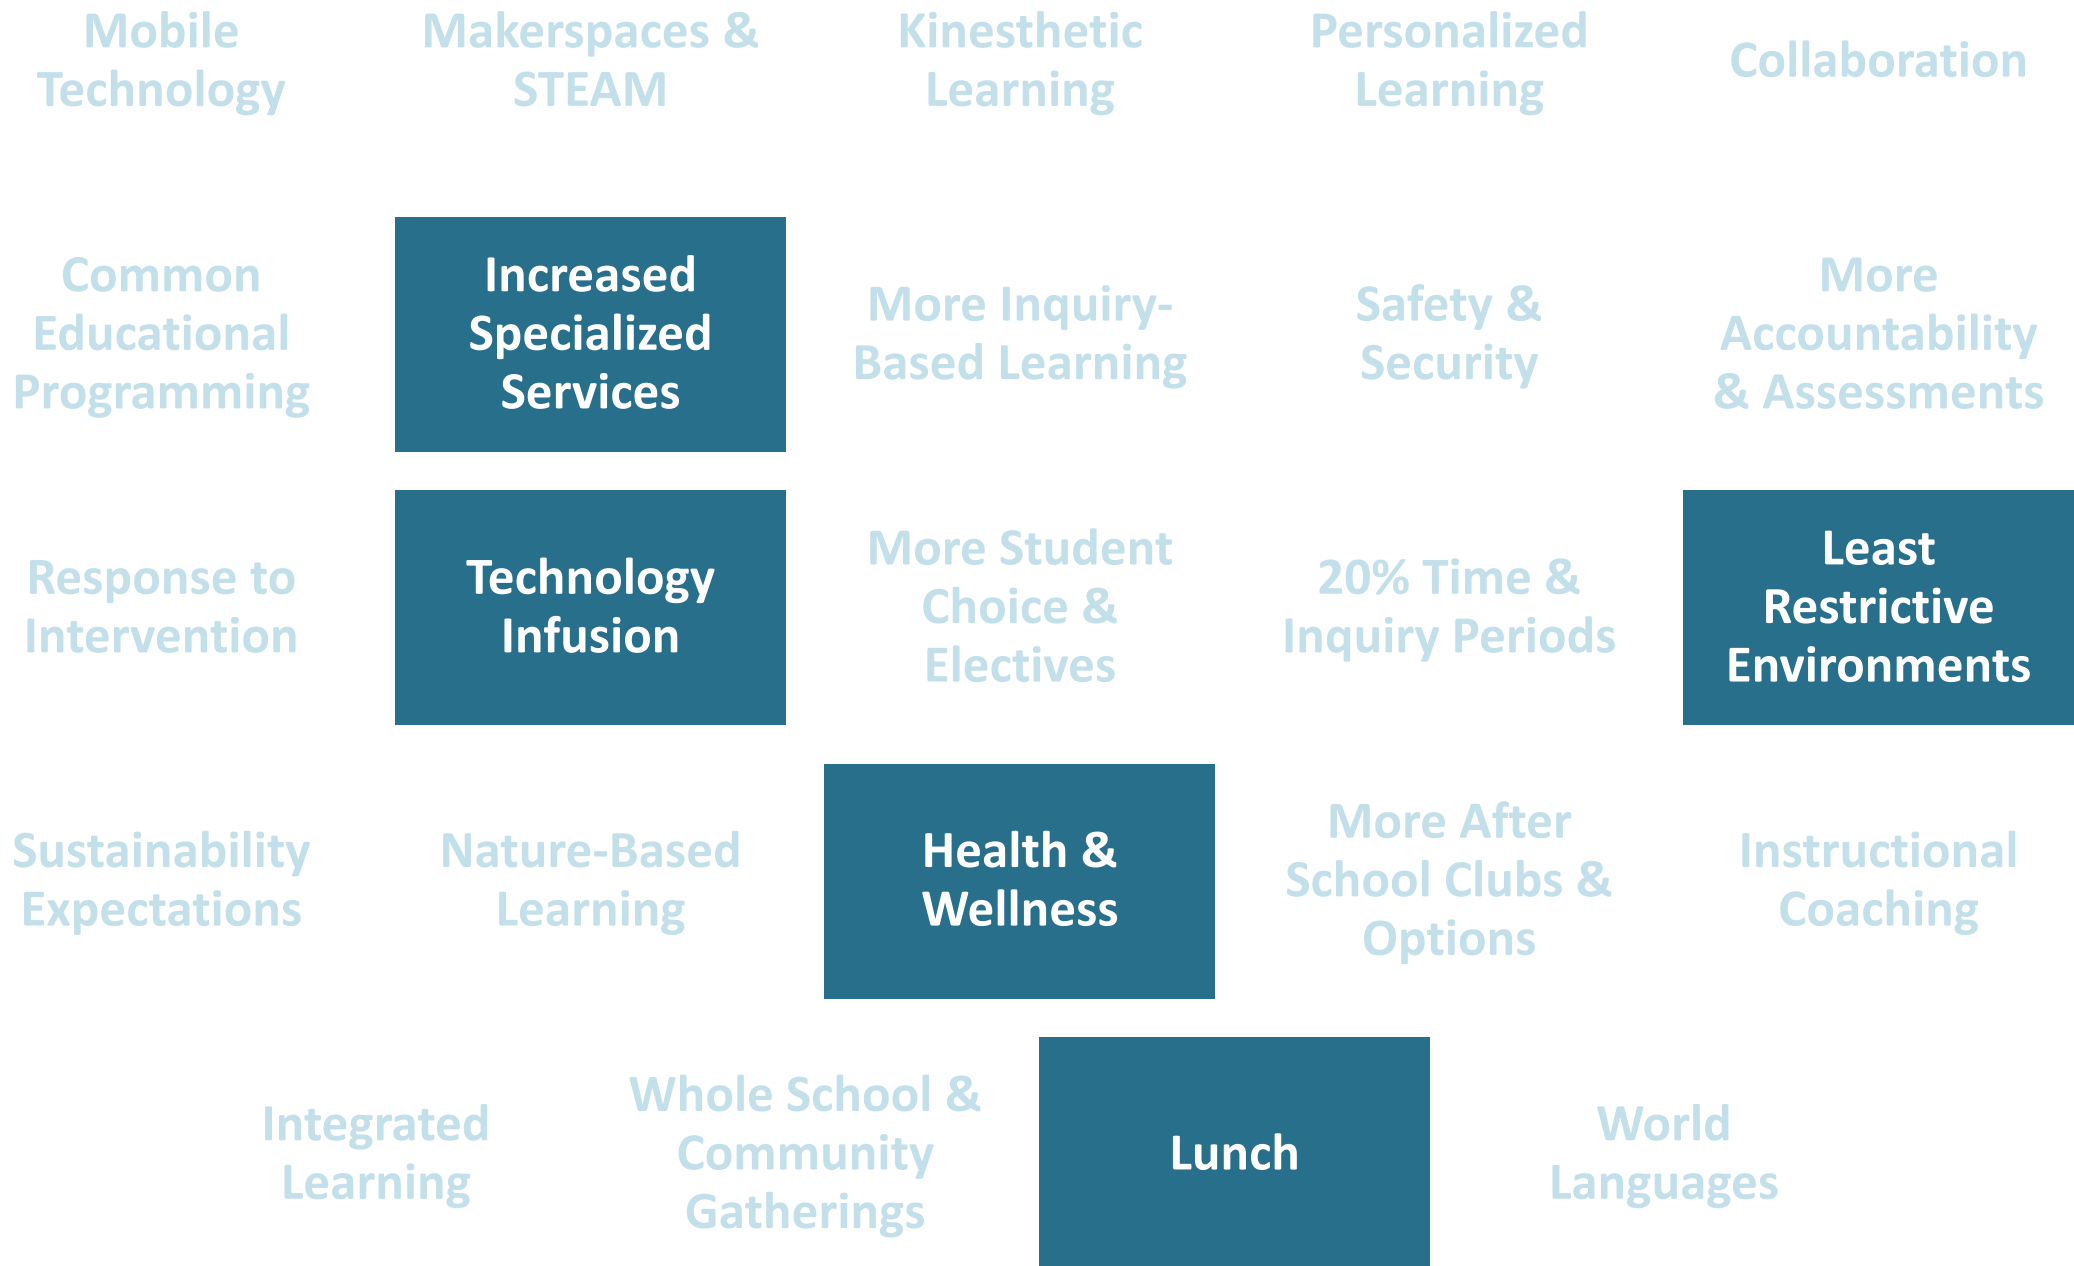 Mobile
Technology
Makerspaces &
STEAM
Kinesthetic
Learning
Personalized
Learning
Collaboration
Common
Educational
Programming
Increased
Specialized
Services
More Inquiry-
Based Learning
Safety &
Security
More
Accountability
& Assessments
Response to
Intervention
Technology
Infusion
More Student
Choice &
Electives
20% Time &
Inquiry Periods
Least
Restrictive
Environments
Sustainability
Expectations
Nature-Based
Learning
Health &
Wellness
More After
School Clubs &
Options
Instructional
Coaching
Integrated
Learning
Whole School &
Community
Gatherings
Lunch
World
Languages